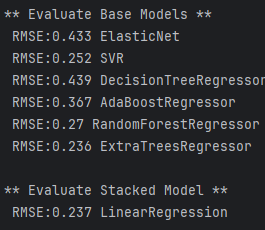 ** Evaluate Base Models **
RMSE:0.433 ElasticNet
RMSE:0.252 SVR
RMSE:0.439 DecisionTreeRegressor
RMSE:0.367 AdaBoostRegressor
RMSE:0.27 RandomForestRegressor
RMSE:0.236 ExtraTreesRegressor
** Evaluate Stacked Model **
RMSE:0.237 LinearRegression